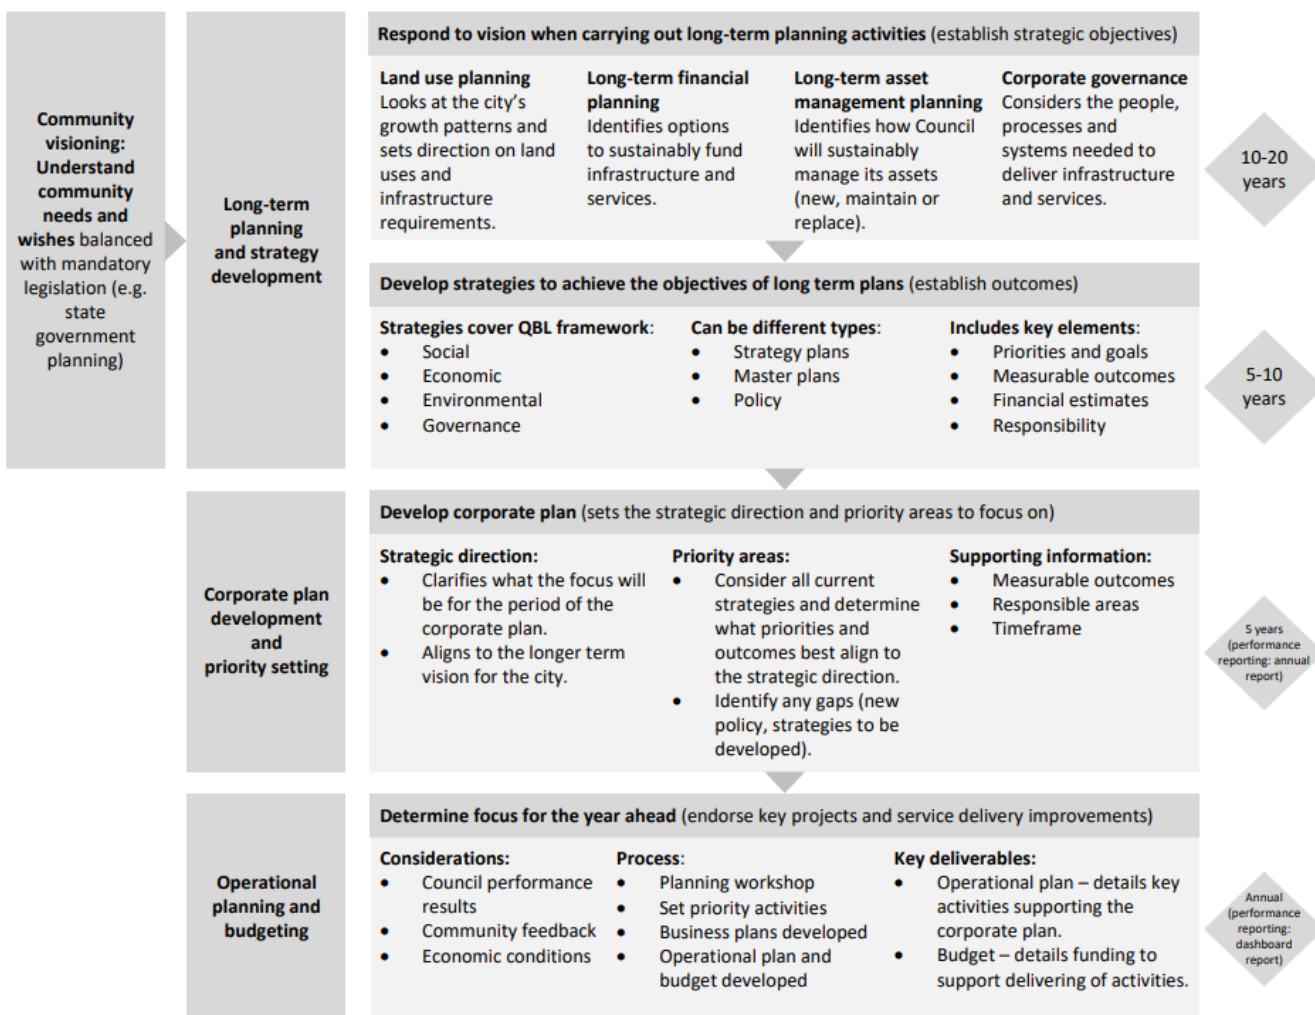 Community
visioning:
Understand
community
needs and
wishes balanced
with mandatory
legislation (e.g.
state
government
planning)
Long-term
planning
and strategy
development
Respond to vision when carrying out long-term planning activities (establish strategic objectives)
Land use planning
Looks at the city's
growth patterns and
sets direction on land
uses and
infrastructure
requirements.
Long-term financial
planning
Identifies options
to sustainably fund
infrastructure and
services.
Long-term asset
management planning
Identifies how Council
will sustainably
manage its assets
(new, maintain or
replace).
Corporate governance
Considers the people,
processes and
systems needed to
deliver infrastructure
and services.
10-20
years
Develop strategies to achieve the objectives of long term plans (establish outcomes)
Strategies cover QBL framework:
• Social
• Economic
• Environmental
• Governance
Can be different types:
• Strategy plans
• Master plans
• Policy
Includes key elements:
• Priorities and goals
• Measurable outcomes
• Financial estimates
• Responsibility
5-10
years
Corporate plan
development
and
priority setting
Develop corporate plan (sets the strategic direction and priority areas to focus on)
Strategic direction:
• Clarifies what the focus will
be for the period of the
corporate plan.
• Aligns to the longer term
vision for the city.
Priority areas:
• Consider all current
strategies and determine
what priorities and
outcomes best align to
the strategic direction.
• Identify any gaps (new
policy, strategies to be
developed).
Supporting information:
• Measurable outcomes
• Responsible areas
• Timeframe
5 years
(performance
reporting: annual
report)
Operational
planning and
budgeting
Determine focus for the year ahead (endorse key projects and service delivery improvements)
Considerations:
• Council performance
results
• Community feedback
• Economic conditions
Process:
• Planning workshop
• Set priority activities
• Business plans developed
• Operational plan and
budget developed
Key deliverables:
• Operational plan – details key
activities supporting the
corporate plan.
• Budget – details funding to
support delivering of activities.
Annual
(performance
reporting:
dashboard
report)